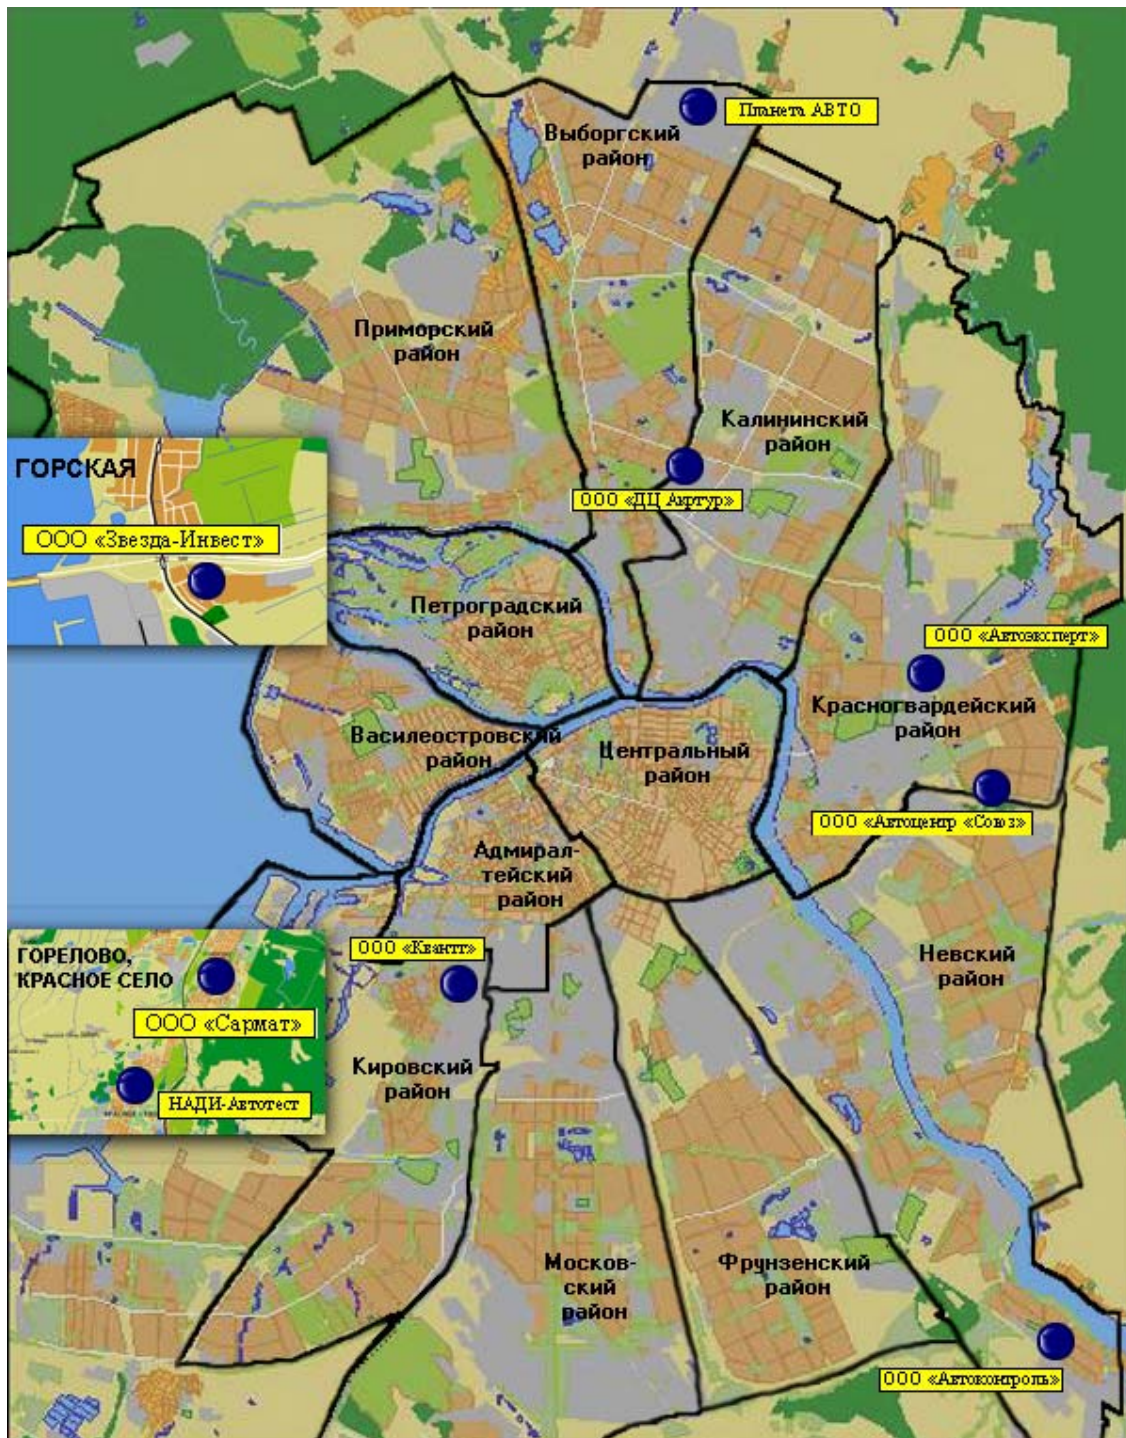 Планета АВТО
Выборгский
район
Приморский
район
Калининский
район
ГОРСКАЯ
ООО «ДЦ Акртур»
ООО «Звезда-Инвест»
Петроградский
район
ООО «Автоэксперт»
Красногвардейский
район
Василеостровский
район
Центральный
район
ООО «Автоцентр «Союз»
Адмирал-
тейский
район
ООО «Квантт»
Невский
район
ГОРЕЛОВО,
КРАСНОЕ СЕЛО
ООО «Сармат»
Кировский
район
НАДИ-Автотест
Москов-
ский
район
Фрунзенский
район
ООО «Автоконтроль»